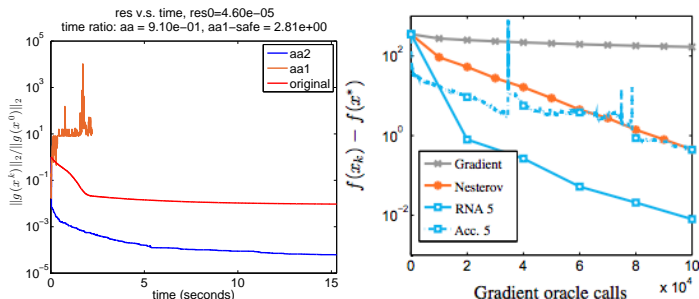 res v.s. time, res0=4.60e-05
time ratio: aa = 9.10e-01, aa1-safe = 2.81e+00
10^5
10^3
10^1
10^-1
10^-3
10^-5
||g(x^k)||_2/||g(x^0)||_2
aa2
aa1
original
0 5 10 15
time (seconds)
10^2
10^0
10^-2
f(x_k) − f(x*)
Gradient
Nesterov
RNA 5
Acc. 5
0 2 4 6 8 10
× 10^4
Gradient oracle calls